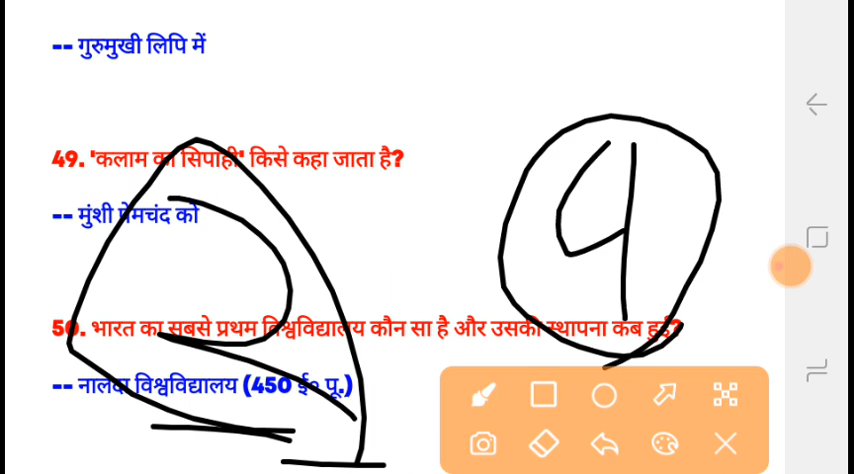 -- गुरुमुखी लिपि में
49. 'कलाम का सिपाही' किसे कहा जाता है?
-- मुंशी प्रेमचंद को
50. भारत का सबसे प्रथम विश्वविद्यालय कौन सा है और उसकी स्थापना कब हुई?
-- नालंदा विश्वविद्यालय (450 ई० पू.)